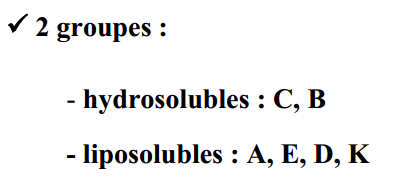 ✓ 2 groupes :
- hydrosolubles : C, B
- liposolubles : A, E, D, K